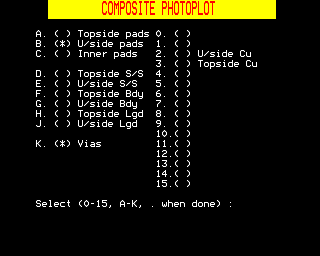 COMPOSITE PHOTOPLOT
A. ( ) Topside pads 0. ( )
B. (*) U/side pads 1. ( )
C. ( ) Inner pads 2. ( ) U/side Cu
3. ( ) Topside Cu
D. ( ) Topside S/S 4. ( )
E. ( ) U/side S/S 5. ( )
F. ( ) Topside Bdy 6. ( )
G. ( ) U/side Bdy 7. ( )
H. ( ) Topside Lgd 8. ( )
J. ( ) U/side Lgd 9. ( )
10.( )
K. (*) Vias 11.( )
12.( )
13.( )
14.( )
15.( )
Select (0-15, A-K, . when done) :